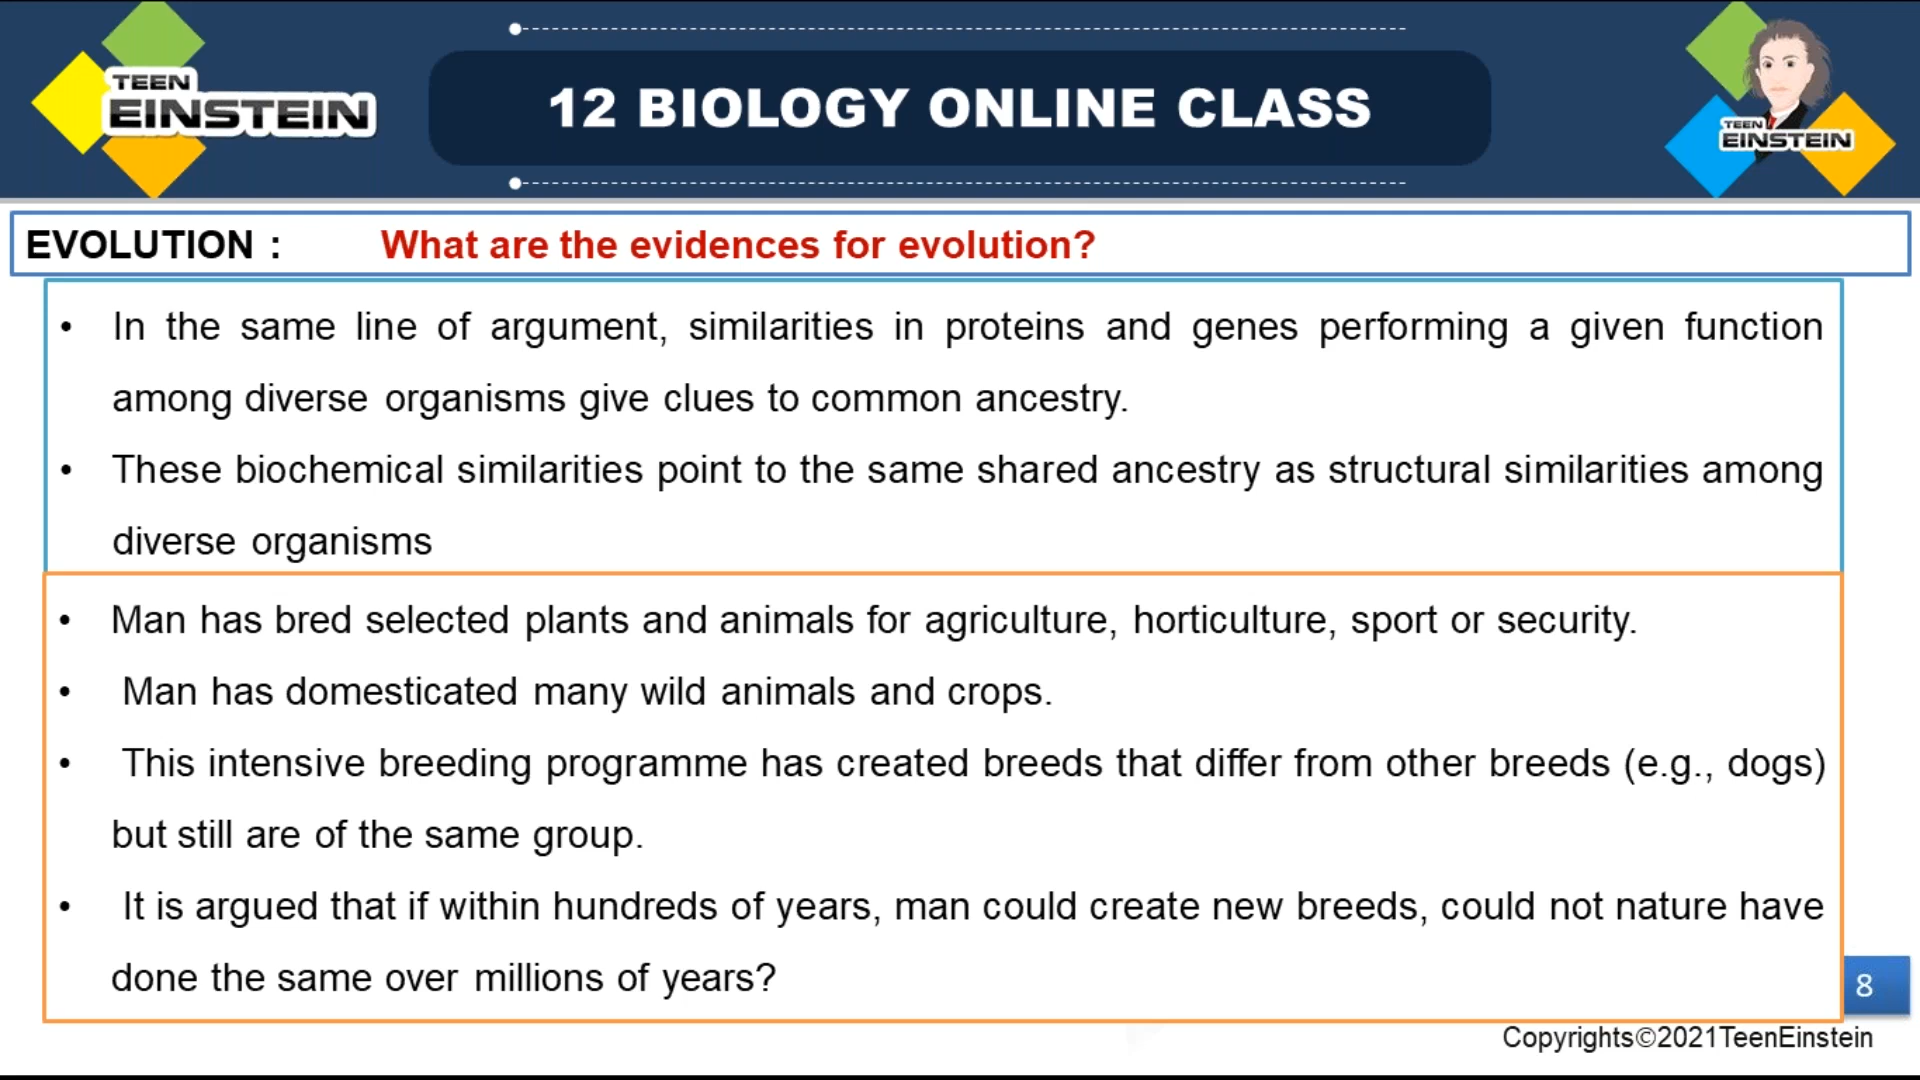 TEEN
EINSTEIN
12 BIOLOGY ONLINE CLASS
TEEN
EINSTEIN
EVOLUTION : What are the evidences for evolution?
• In the same line of argument, similarities in proteins and genes performing a given function
among diverse organisms give clues to common ancestry.
• These biochemical similarities point to the same shared ancestry as structural similarities among
diverse organisms
• Man has bred selected plants and animals for agriculture, horticulture, sport or security.
• Man has domesticated many wild animals and crops.
• This intensive breeding programme has created breeds that differ from other breeds (e.g., dogs)
but still are of the same group.
• It is argued that if within hundreds of years, man could create new breeds, could not nature have
done the same over millions of years?
8
Copyrights©2021TeenEinstein